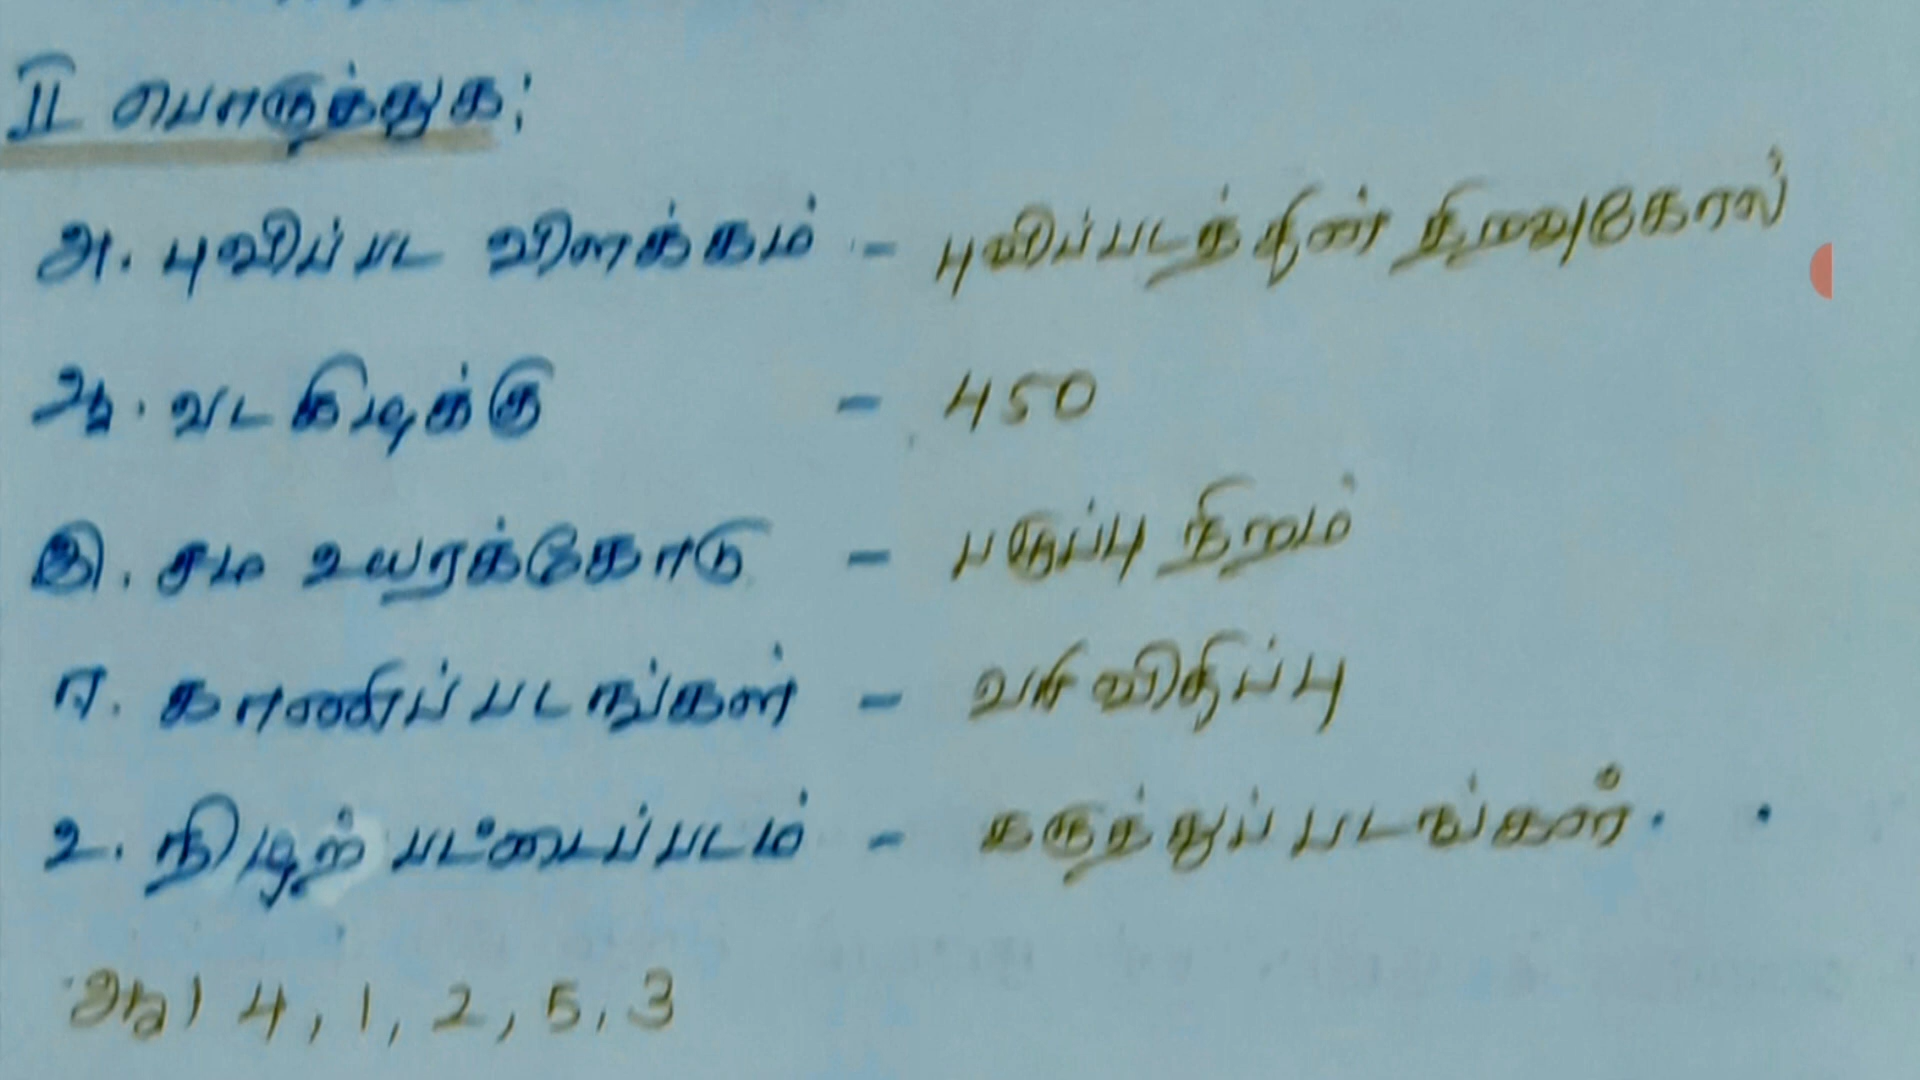 II பொருத்துக:
அ. புவிப்பட விளக்கம் - புவிப்படத்தின் திறவுகோல்
ஆ. வடகிழக்கு - 450
இ. சம உயரக்கோடு - பழுப்பு நிறம்
ஈ. காணிப்படங்கள் - வரிவிதிப்பு
உ. நிழற் பட்டைப்படம் - கருத்துப்படங்கள்.
ஆ) 4, 1, 2, 5, 3